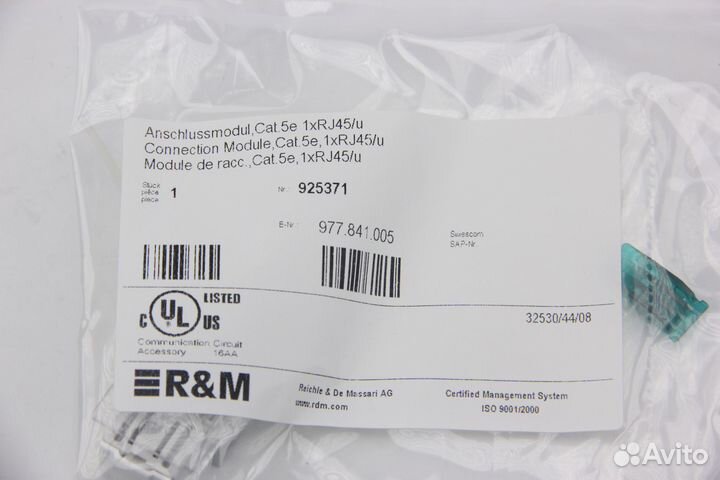 Anschlussmodul,Cat.5e 1xRJ45/u
Connection Module,Cat.5e,1xRJ45/u
Module de racc.,Cat.5e,1xRJ45/u
Stück
pièce
piece
1
Nr.: 925371
E-Nr.: 977.841.005
Swisscom
SAP-Nr.
C UL US LISTED
32530/44/08
Communication Circuit
Accessory 16AA
R&M
Reichle & De Massari AG
www.rdm.com
Certified Management System
ISO 9001/2000
Avito